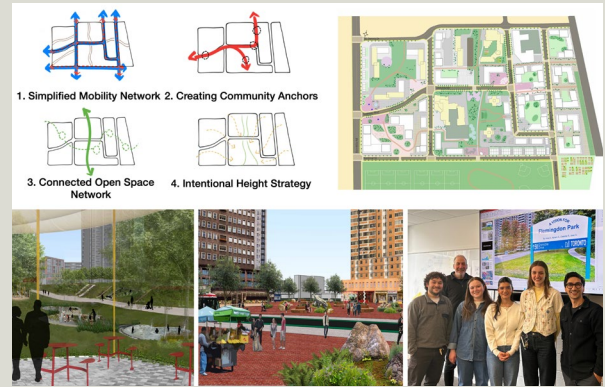 1. Simplified Mobility Network
2. Creating Community Anchors
3. Connected Open Space
Network
4. Intentional Height Strategy
Flemingdon Park
TORONTO